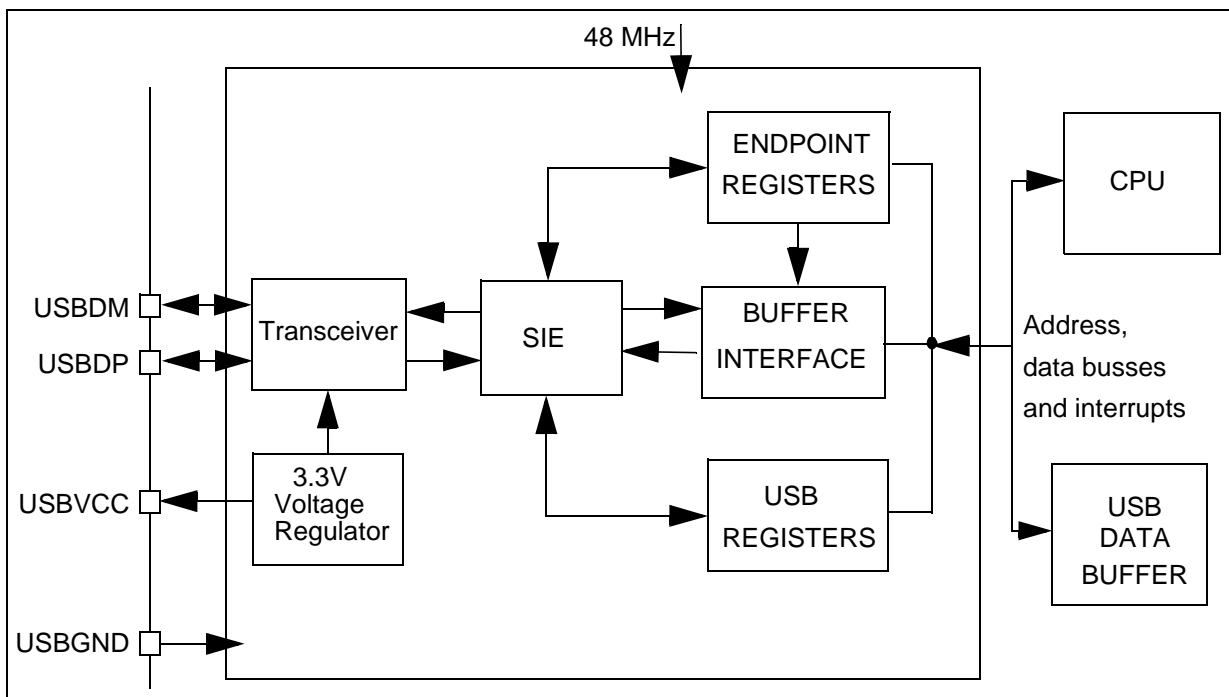 48 MHz
ENDPOINT
REGISTERS
CPU
USBDM
Transceiver
SIE
BUFFER
INTERFACE
Address,
data busses
and interrupts
USBDP
3.3V
Voltage
Regulator
USBVCC
USB
REGISTERS
USB
DATA
BUFFER
USBGND